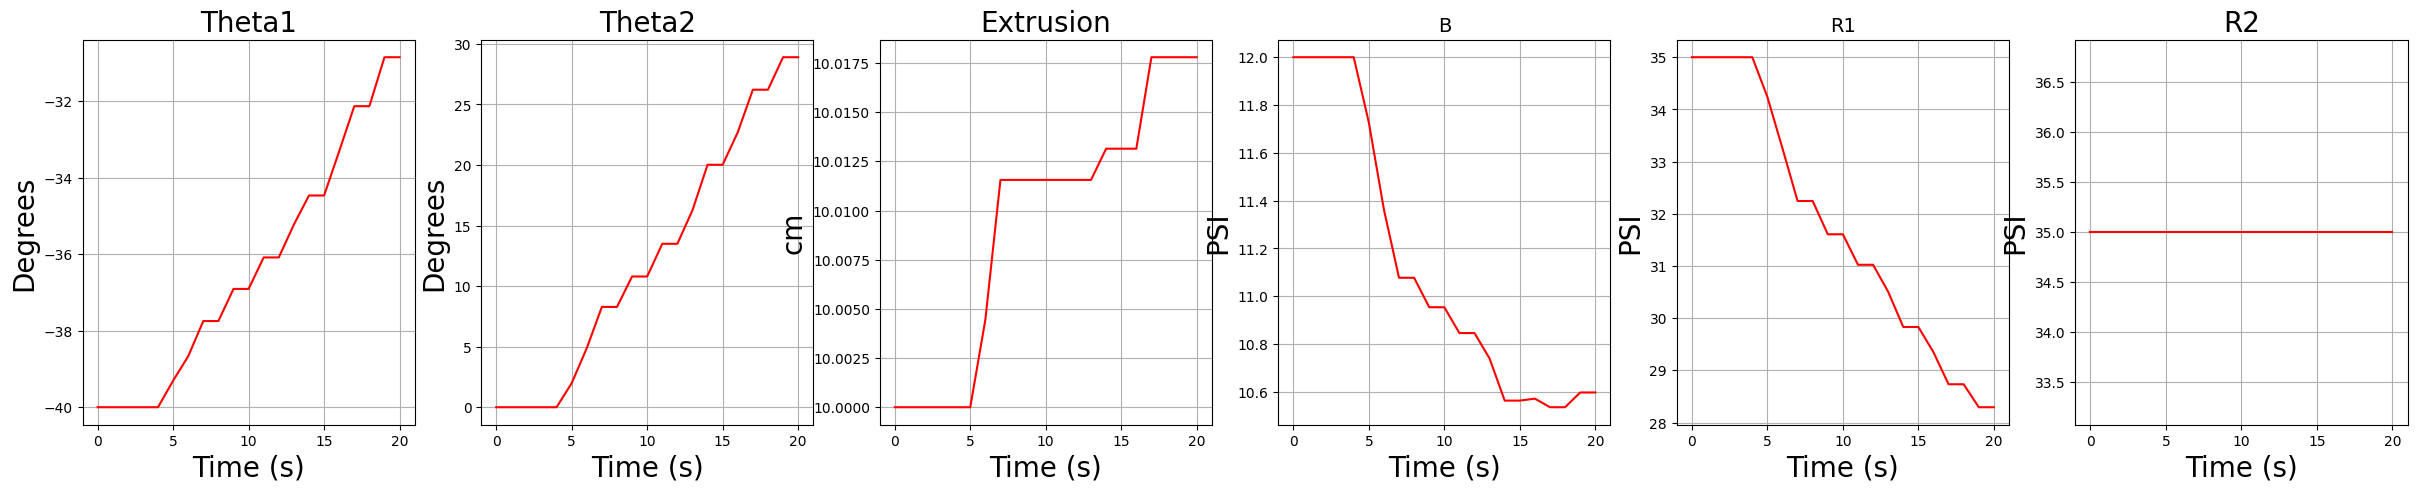 Theta1
Theta2
Extrusion
B
R1
R2
Degrees
−32
−34
−36
−38
−40
0 5 10 15 20
Time (s)
Degrees
30
25
20
15
10
5
0
0 5 10 15 20
Time (s)
cm
10.0175
10.0150
10.0125
10.0100
10.0075
10.0050
10.0025
10.0000
0 5 10 15 20
Time (s)
PSI
12.0
11.8
11.6
11.4
11.2
11.0
10.8
10.6
0 5 10 15 20
Time (s)
PSI
35
34
33
32
31
30
29
28
0 5 10 15 20
Time (s)
PSI
36.5
36.0
35.5
35.0
34.5
34.0
33.5
0 5 10 15 20
Time (s)